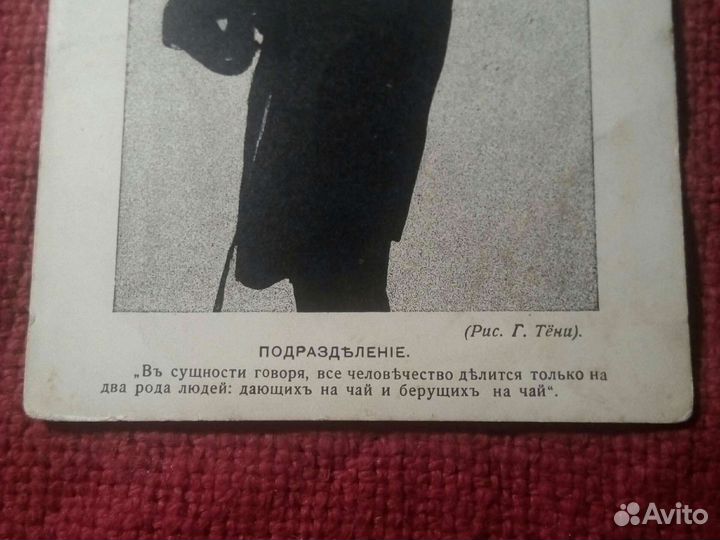 (Рис. Г. Тёни).
ПОДРАЗДѢЛЕНІЕ.
„Въ сущности говоря, все человѣчество дѣлится только на
два рода людей: дающихъ на чай и берущихъ на чай“.
Avito